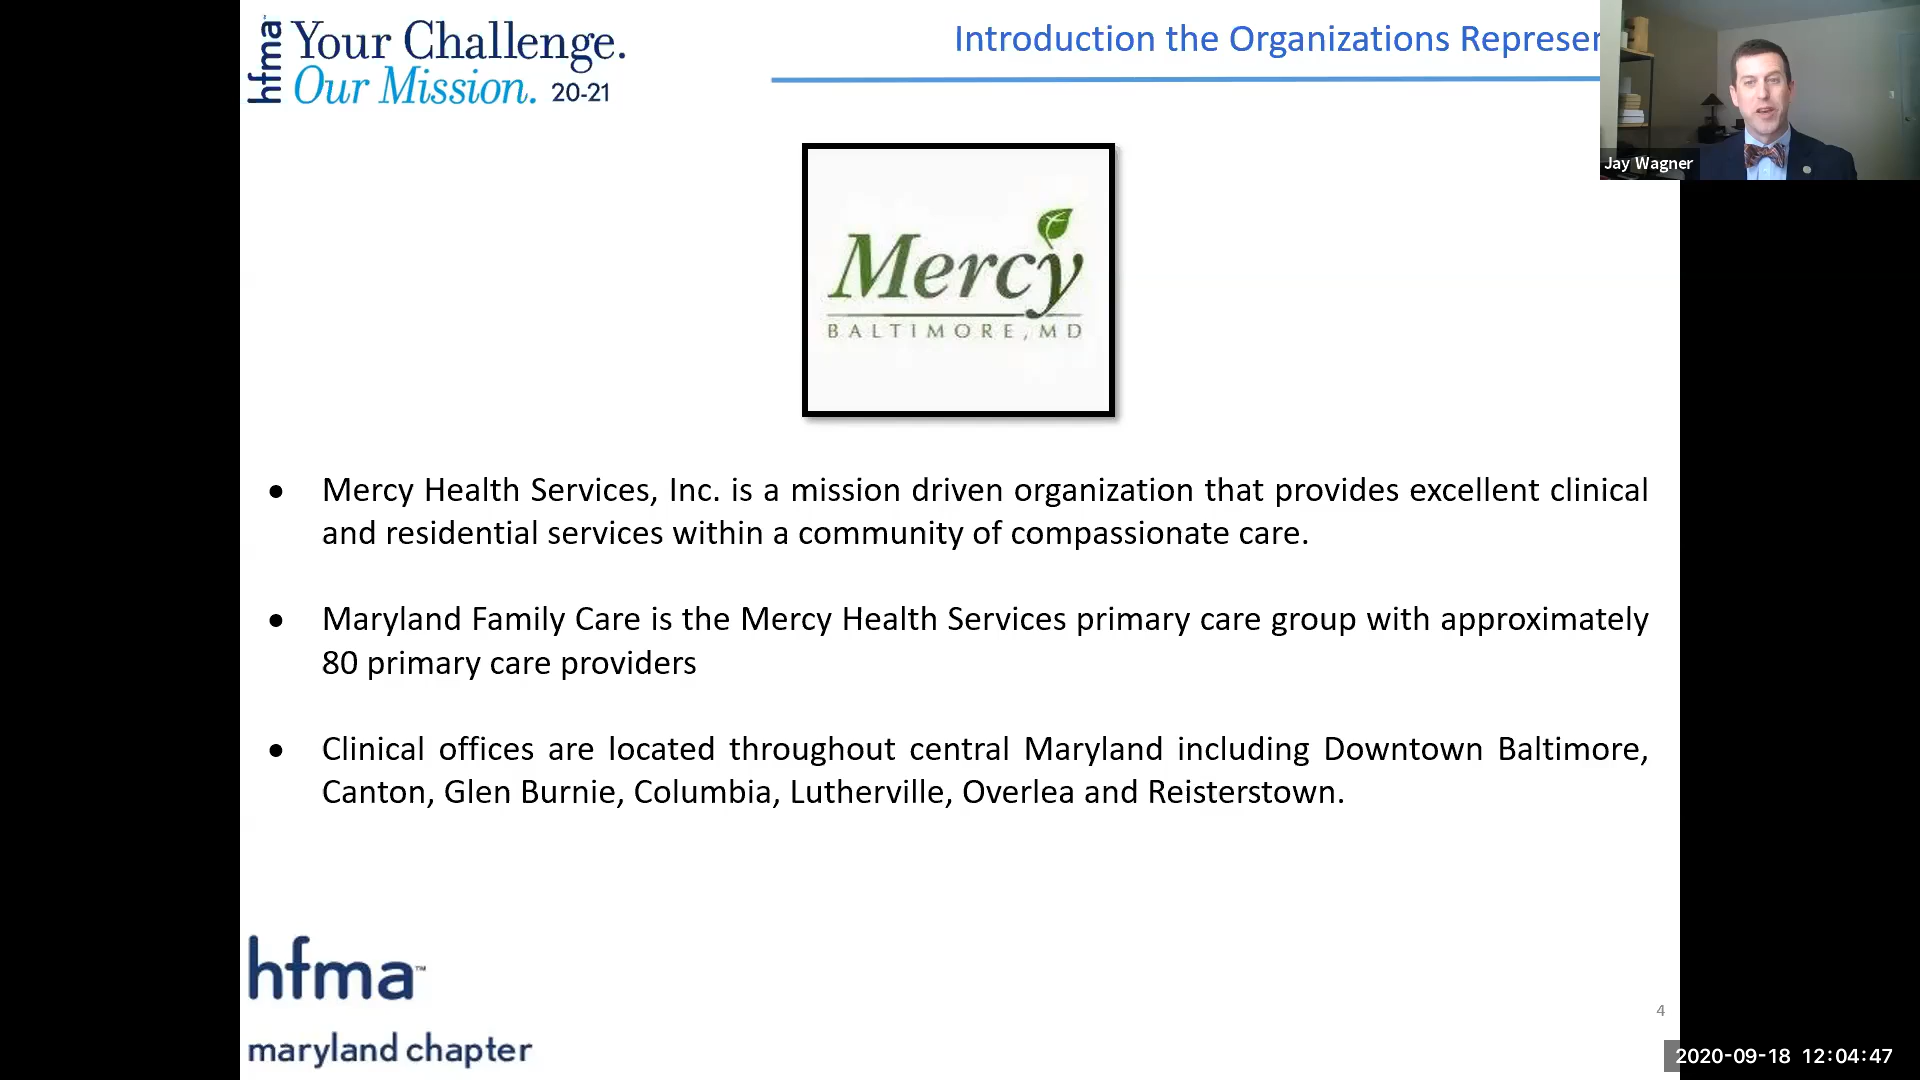 hfma
Your Challenge.
Our Mission. 20-21
Introduction the Organizations Represen
Jay Wagner
Mercy
BALTIMORE, MD
• Mercy Health Services, Inc. is a mission driven organization that provides excellent clinical
and residential services within a community of compassionate care.
• Maryland Family Care is the Mercy Health Services primary care group with approximately
80 primary care providers
• Clinical offices are located throughout central Maryland including Downtown Baltimore,
Canton, Glen Burnie, Columbia, Lutherville, Overlea and Reisterstown.
hfma™
maryland chapter
4
2020-09-18 12:04:47